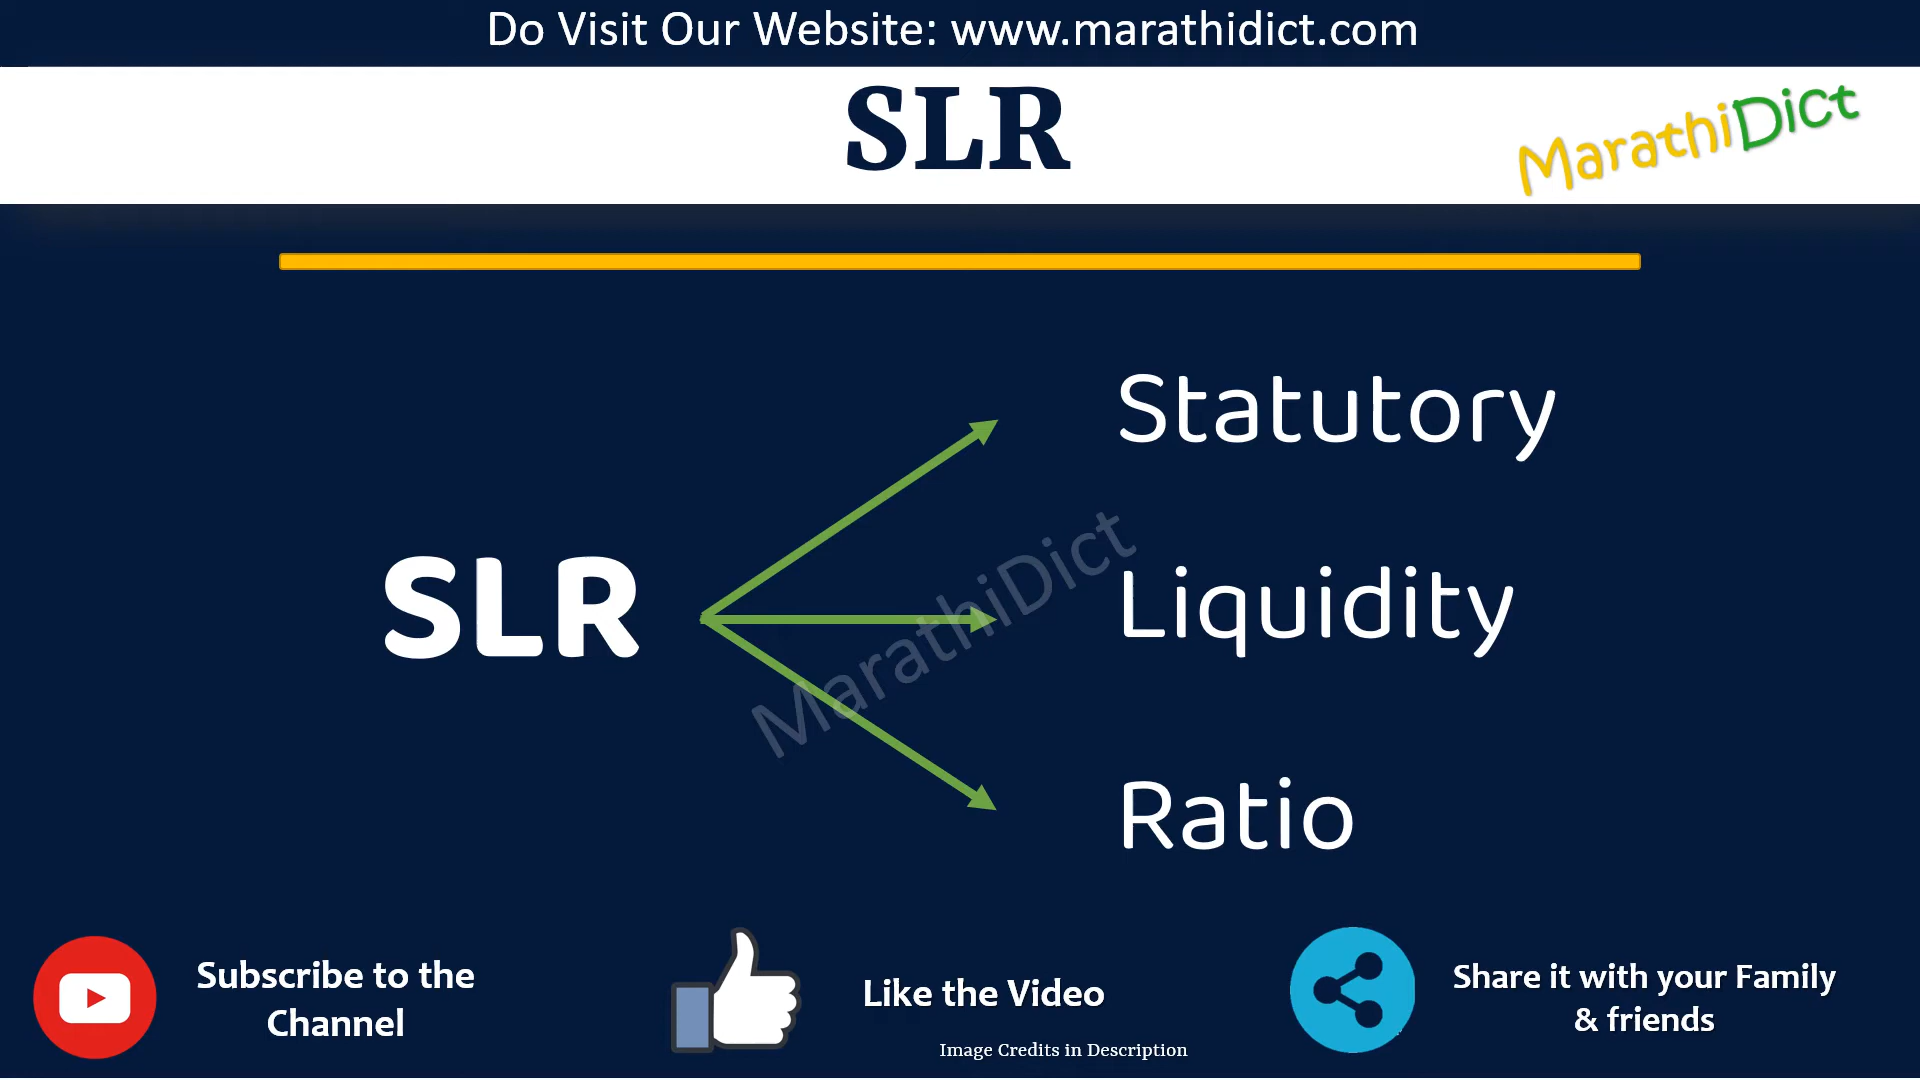 Do Visit Our Website: www.marathidict.com
SLR
MarathiDict
Statutory
SLR
Liquidity
MarathiDict
Ratio
Subscribe to the
Channel
Like the Video
Share it with your Family
& friends
Image Credits in Description